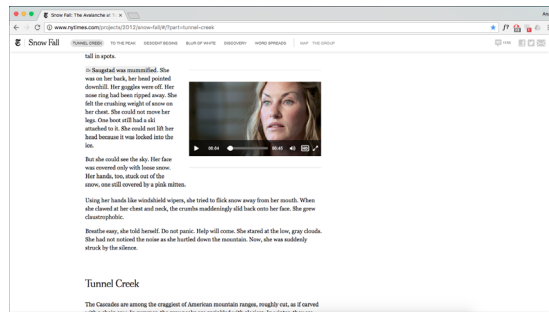 Snow Fall: The Avalanche at T
www.nytimes.com/projects/2012/snow-fall/#/?part=tunnel-creek
Snow Fall
TUNNEL CREEK TO THE PEAK DESCENT BEGINS BLUR OF WHITE DISCOVERY WORD SPREADS MAP THE GROUP
tall in spots.
Saugstad was mummified. She
was on her back, her head pointed
downhill. Her goggles were off. Her
nose ring had been ripped away. She
felt the crushing weight of snow on
her chest. She could not move her
legs. One boot still had a ski
attached to it. She could not lift her
head because it was locked into the
ice.
00:04 06:45 HD
But she could see the sky. Her face
was covered only with loose snow.
Her hands, too, stuck out of the
snow, one still covered by a pink mitten.
Using her hands like windshield wipers, she tried to flick snow away from her mouth. When
she clawed at her chest and neck, the crumbs maddeningly slid back onto her face. She grew
claustrophobic.
Breathe easy, she told herself. Do not panic. Help will come. She stared at the low, gray clouds.
She had not noticed the noise as she hurtled down the mountain. Now, she was suddenly
struck by the silence.
Tunnel Creek
The Cascades are among the craggiest of American mountain ranges, roughly cut, as if carved